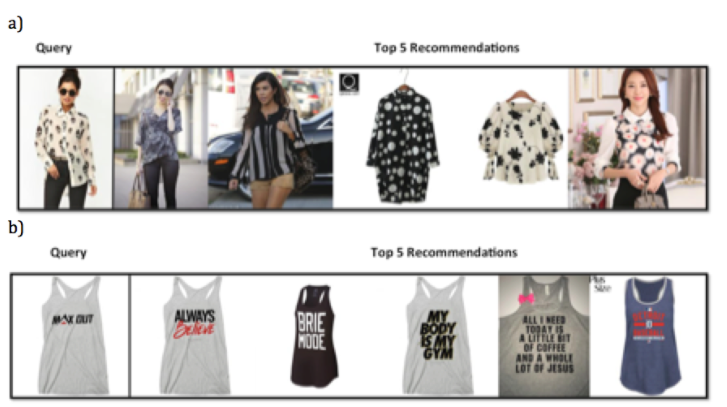 a)
Query
Top 5 Recommendations
b)
Query
Top 5 Recommendations
MAX OUT
ALWAYS
BELIEVE
BRIE
MODE
MY
BODY
IS MY
GYM
ALL I NEED
TODAY IS
A LITTLE BIT
OF COFFEE
AND A WHOLE
LOT OF JESUS
Plus
Size